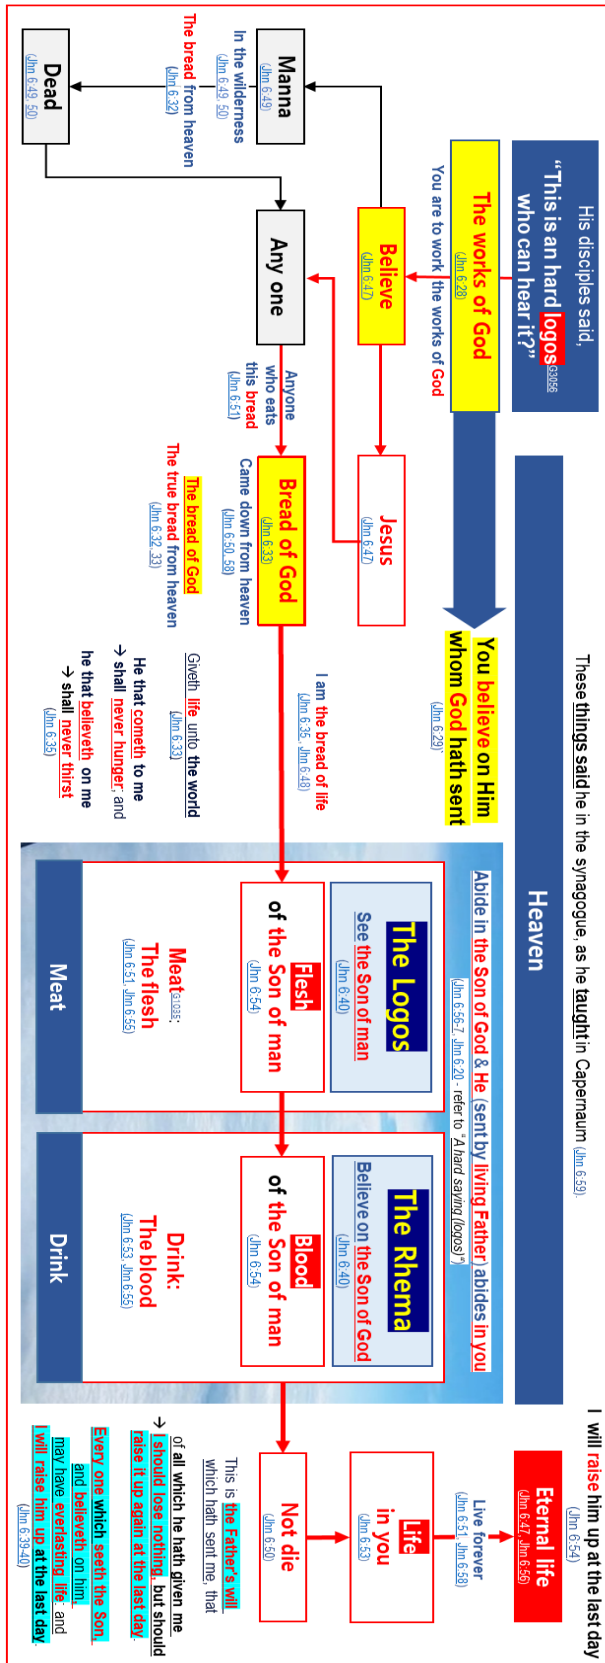 These things said he in the synagogue, as he taught in Capernaum (Jhn 6:59).
I will raise him up at the last day
(Jhn 6:54)
His disciples said,
“This is an hard logosG3056
who can hear it?”
Heaven
The works of God
(Jhn 6:28)
You are to work the works of God
You believe on Him
whom God hath sent
(Jhn 6:29)
Believe
(Jhn 6:47)
Jesus
(Jhn 6:47)
Manna
(Jhn 6:49)
In the wilderness
(Jhn 6:49, 50)
The bread from heaven
(Jhn 6:32)
Dead
(Jhn 6:49, 50)
Any one
Anyone
who eats
this bread
(Jhn 6:51)
Bread of God
(Jhn 6:33)
Came down from heaven
(Jhn 6:50, 58)
The bread of God
The true bread from heaven
(Jhn 6:32, 33)
I am the bread of life
(Jhn 6:35, Jhn 6:48)
Giveth life unto the world
(Jhn 6:33)
He that cometh to me
→ shall never hunger; and
he that believeth on me
→ shall never thirst
(Jhn 6:35)
Abide in the Son of God & He (sent by living Father) abides in you
(Jhn 6:56-7, Jhn 6:20 - refer to “A hard saying (logos)”)
The Logos
(Jhn 6:40)
See the Son of man
Flesh
of the Son of man
(Jhn 6:54)
MeatG1035:
The flesh
(Jhn 6:51, Jhn 6:55)
Meat
The Rhema
(Jhn 6:40)
Believe on the Son of God
Blood
of the Son of man
(Jhn 6:54)
Drink:
The blood
(Jhn 6:53, Jhn 6:55)
Drink
Eternal life
(Jhn 6:47, Jhn 6:56)
Live forever
(Jhn 6:51, Jhn 6:58)
Life
in you
(Jhn 6:53)
Not die
(Jhn 6:50)
This is the Father's will
which hath sent me, that
of all which he hath given me
→ I should lose nothing, but should
raise it up again at the last day.
Every one which seeth the Son,
and believeth on him,
may have everlasting life: and
I will raise him up at the last day.
(Jhn 6:39-40)